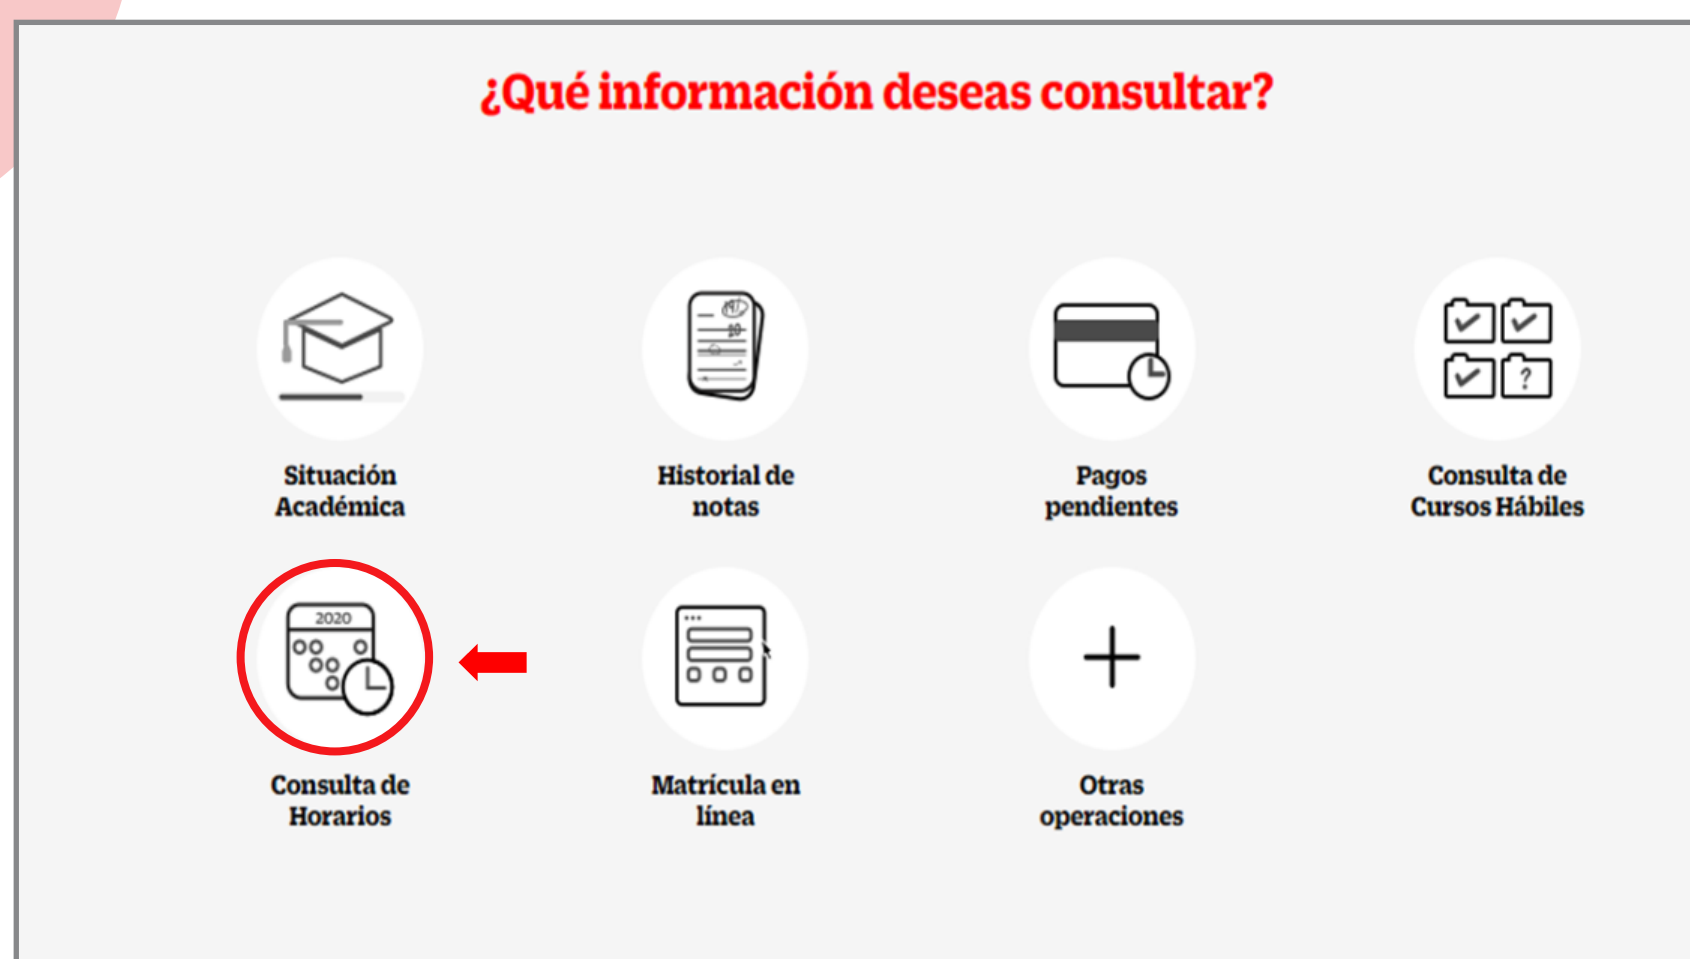 ¿Qué información deseas consultar?
Situación
Académica
Historial de
notas
Pagos
pendientes
Consulta de
Cursos Hábiles
2020
Consulta de
Horarios
Matrícula en
línea
Otras
operaciones